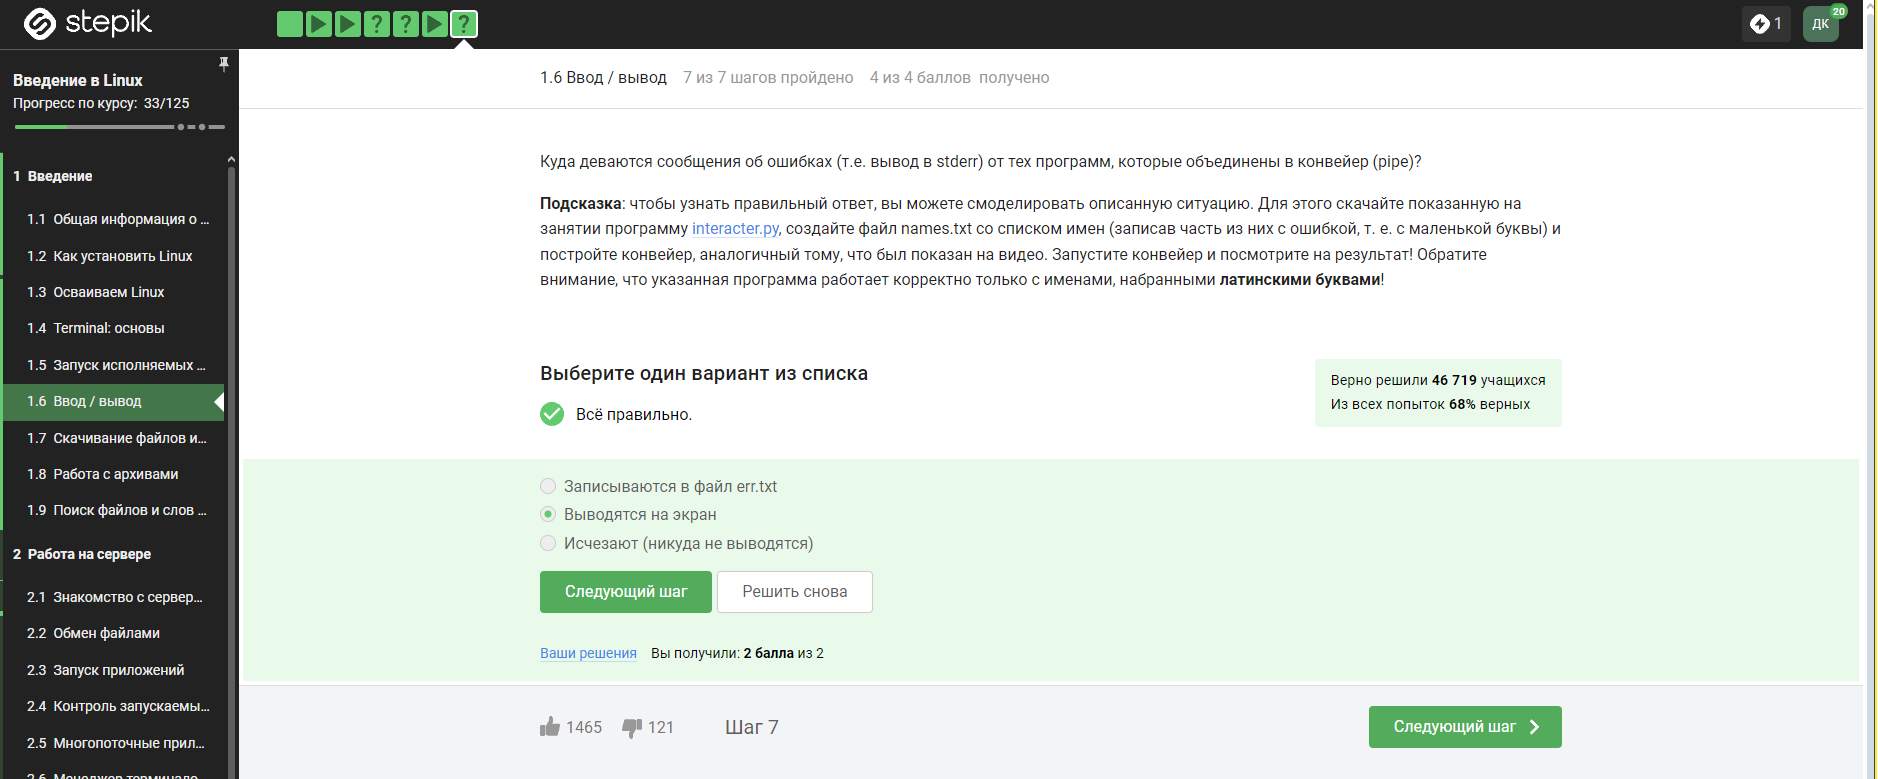 stepik
? ? ?
1
ДК
20
Введение в Linux
Прогресс по курсу: 33/125
1 Введение
1.1 Общая информация о ...
1.2 Как установить Linux
1.3 Осваиваем Linux
1.4 Terminal: основы
1.5 Запуск исполняемых ...
1.6 Ввод / вывод
1.7 Скачивание файлов и...
1.8 Работа с архивами
1.9 Поиск файлов и слов ...
2 Работа на сервере
2.1 Знакомство с сервер...
2.2 Обмен файлами
2.3 Запуск приложений
2.4 Контроль запускаемы...
2.5 Многопоточные прил...
2.6 Менеджер терминало...
1.6 Ввод / вывод 7 из 7 шагов пройдено 4 из 4 баллов получено
Куда деваются сообщения об ошибках (т.е. вывод в stderr) от тех программ, которые объединены в конвейер (pipe)?
Подсказка: чтобы узнать правильный ответ, вы можете смоделировать описанную ситуацию. Для этого скачайте показанную на
занятии программу interacter.py, создайте файл names.txt со списком имен (записав часть из них с ошибкой, т. е. с маленькой буквы) и
постройте конвейер, аналогичный тому, что был показан на видео. Запустите конвейер и посмотрите на результат! Обратите
внимание, что указанная программа работает корректно только с именами, набранными латинскими буквами!
Выберите один вариант из списка
Всё правильно.
Верно решили 46 719 учащихся
Из всех попыток 68% верных
Записываются в файл err.txt
Выводятся на экран
Исчезают (никуда не выводятся)
Следующий шаг
Решить снова
Ваши решения Вы получили: 2 балла из 2
1465 121 Шаг 7
Следующий шаг